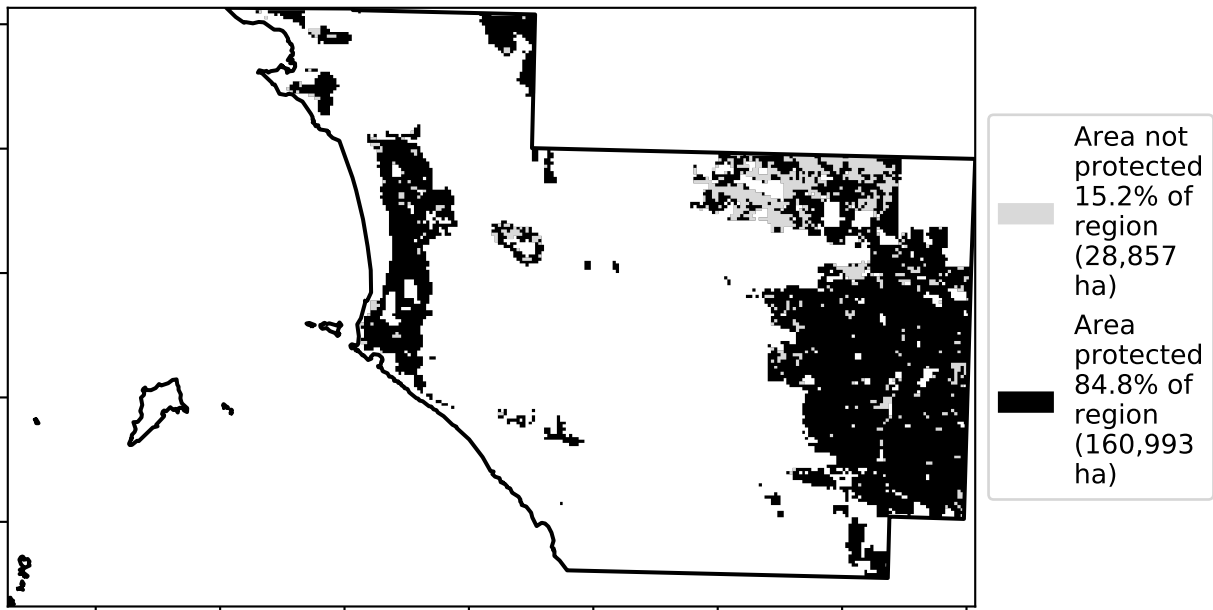 Area not
protected
15.2% of
region
(28,857
ha)
Area
protected
84.8% of
region
(160,993
ha)